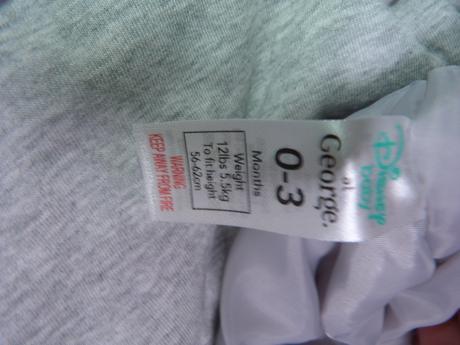 Disney
baby
at
George.
0-3
Months
Weight
12lbs 5.5kg
To fit height
56-62cm
WARNING
KEEP AWAY FROM FIRE